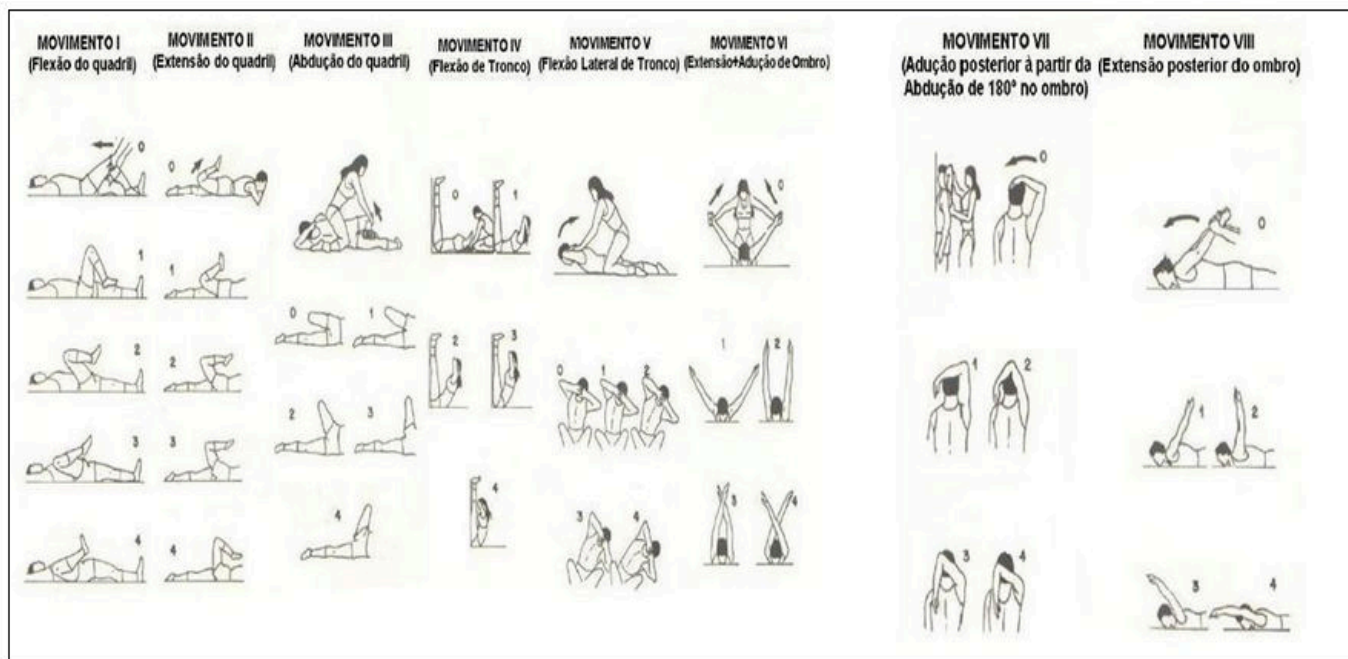 MOVIMENTO I
(Flexão do quadril)
MOVIMENTO II
(Extensão do quadril)
MOVIMENTO III
(Abdução do quadril)
MOVIMENTO IV
(Flexão de Tronco)
MOVIMENTO V
(Flexão Lateral de Tronco)
MOVIMENTO VI
(Extensão+Adução de Ombro)
MOVIMENTO VII
(Adução posterior à partir da
Abdução de 180º no ombro)
MOVIMENTO VIII
(Extensão posterior do ombro)
0
1
2
3
4
0
1
2
3
4
0
1
2
3
4
0
1
2
3
4
0
1
2
3
4
0
1
2
3
4
0
1
2
3
4
0
1
2
3
4